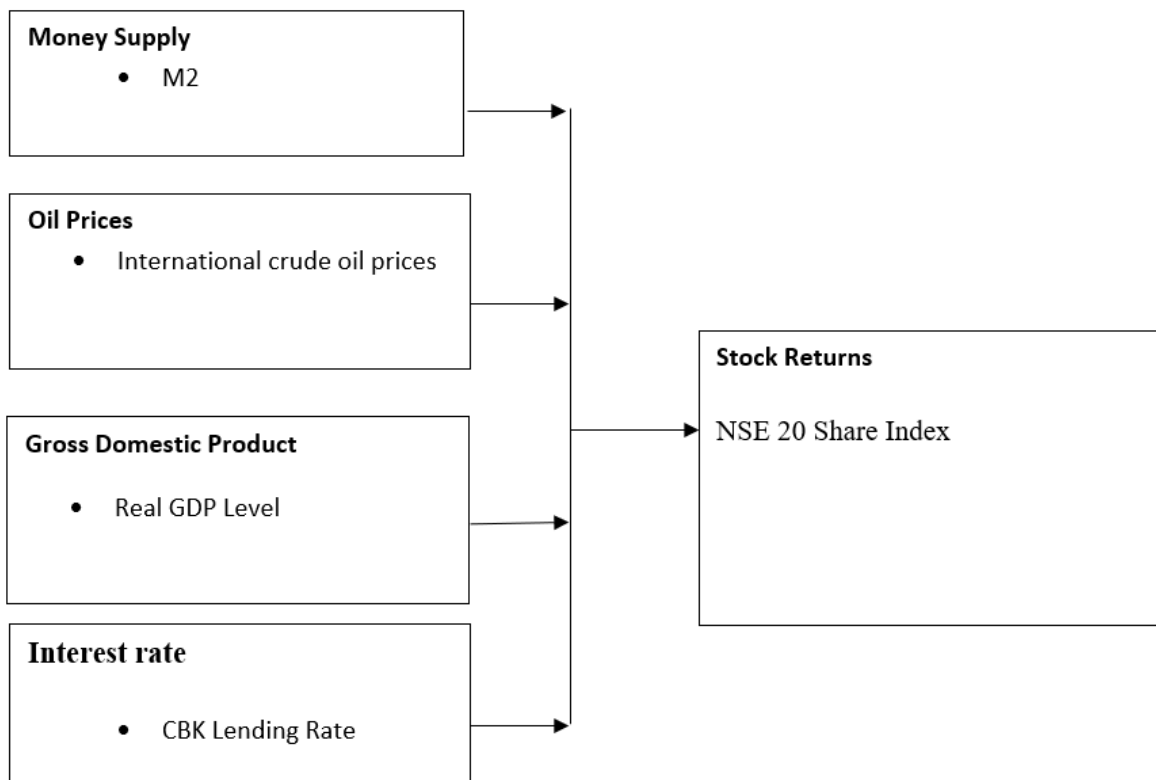 Money Supply
• M2
Oil Prices
• International crude oil prices
Gross Domestic Product
• Real GDP Level
Interest rate
• CBK Lending Rate
Stock Returns
NSE 20 Share Index